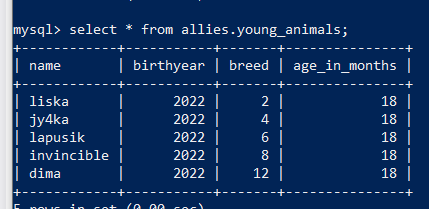 mysql> select * from allies.young_animals;
+------------+-----------+-------+---------------+
| name | birthyear | breed | age_in_months |
+------------+-----------+-------+---------------+
| liska | 2022 | 2 | 18 |
| jy4ka | 2022 | 4 | 18 |
| lapusik | 2022 | 6 | 18 |
| invincible | 2022 | 8 | 18 |
| dima | 2022 | 12 | 18 |
+------------+-----------+-------+---------------+
5 rows in set (0.00 sec)